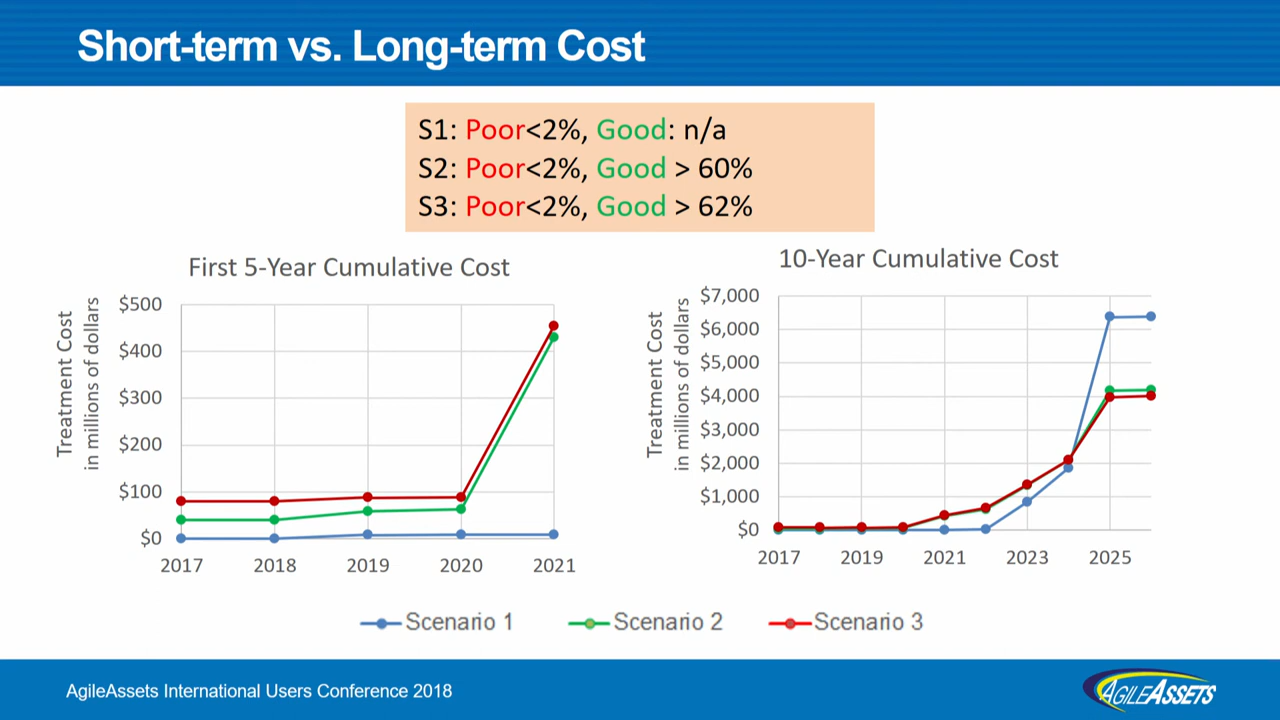 Short-term vs. Long-term Cost
S1: Poor<2%, Good: n/a
S2: Poor<2%, Good > 60%
S3: Poor<2%, Good > 62%
First 5-Year Cumulative Cost
Treatment Cost
in millions of dollars
$500
$400
$300
$200
$100
$0
2017 2018 2019 2020 2021
10-Year Cumulative Cost
Treatment Cost
in millions of dollars
$7,000
$6,000
$5,000
$4,000
$3,000
$2,000
$1,000
$0
2017 2019 2021 2023 2025
Scenario 1 Scenario 2 Scenario 3
AgileAssets International Users Conference 2018
AGILEASSETS